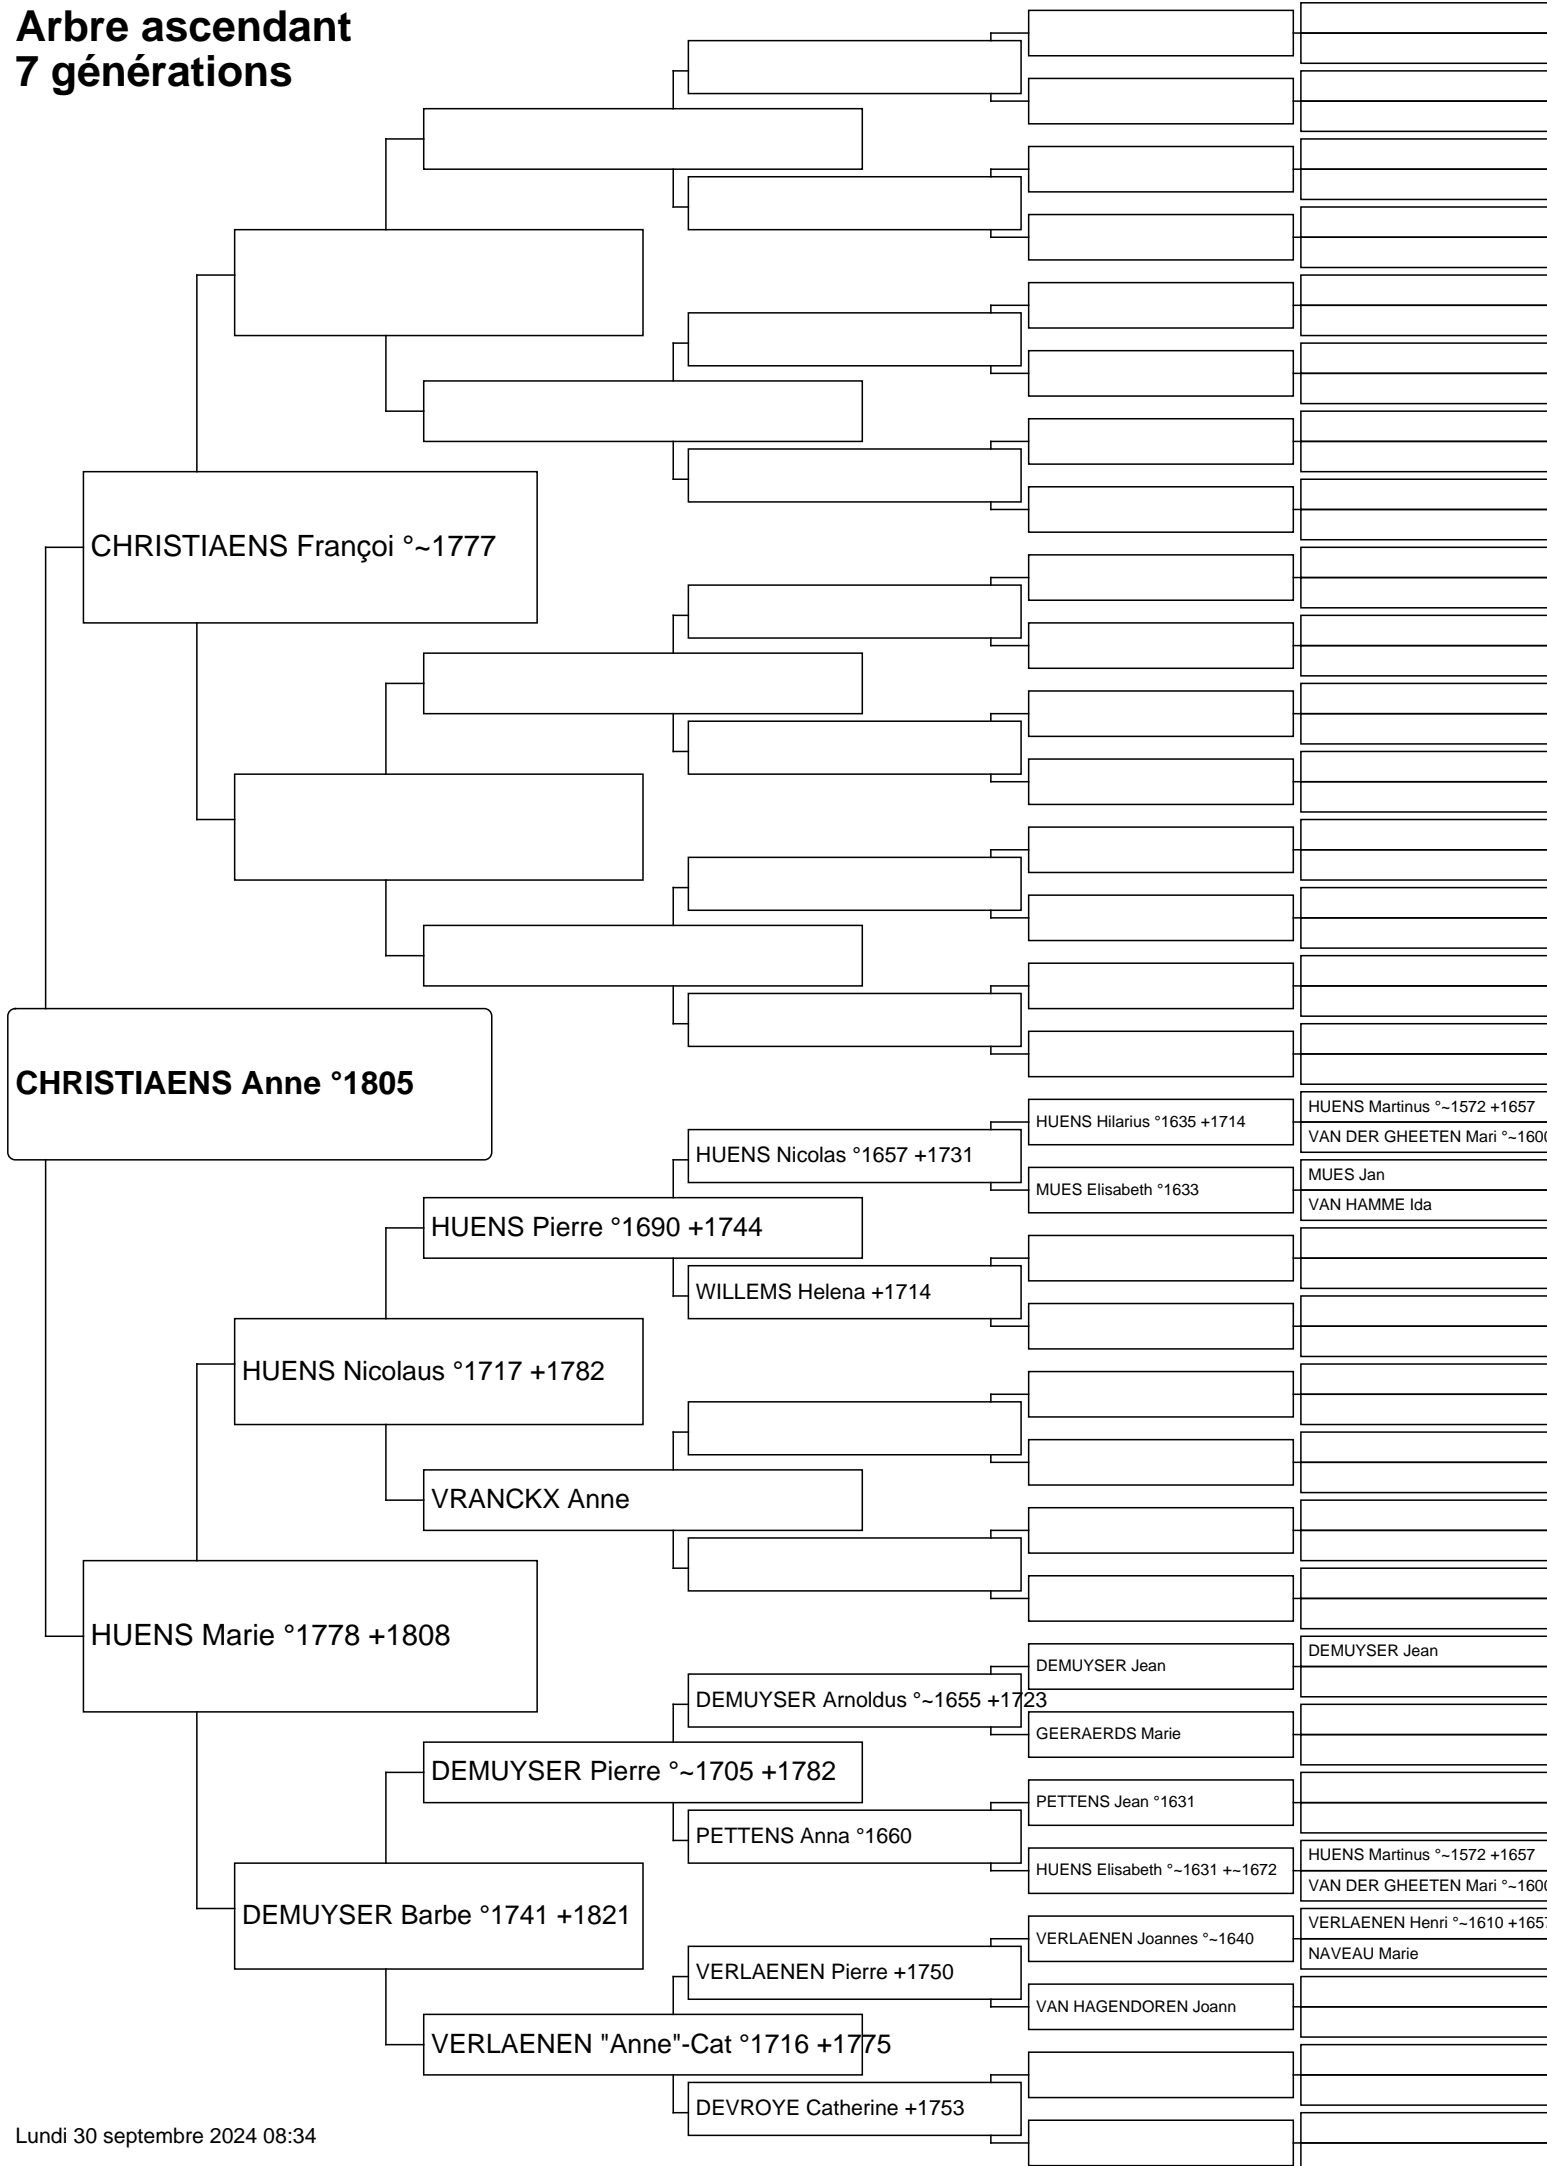 Arbre ascendant
7 générations
CHRISTIAENS Françoi °~1777
CHRISTIAENS Anne °1805
HUENS Martinus °~1572 +1657
HUENS Hilarius °1635 +1714
VAN DER GHEETEN Mari °~1600
HUENS Nicolas °1657 +1731
MUES Jan
MUES Elisabeth °1633
VAN HAMME Ida
HUENS Pierre °1690 +1744
WILLEMS Helena +1714
HUENS Nicolaus °1717 +1782
VRANCKX Anne
HUENS Marie °1778 +1808
DEMUYSER Jean
DEMUYSER Jean
DEMUYSER Arnoldus °~1655 +1723
GEERAERDS Marie
DEMUYSER Pierre °~1705 +1782
PETTENS Jean °1631
PETTENS Anna °1660
HUENS Martinus °~1572 +1657
HUENS Elisabeth °~1631 +~1672
VAN DER GHEETEN Mari °~1600
DEMUYSER Barbe °1741 +1821
VERLAENEN Henri °~1610 +1657
VERLAENEN Joannes °~1640
NAVEAU Marie
VERLAENEN Pierre +1750
VAN HAGENDOREN Joann
VERLAENEN "Anne"-Cat °1716 +1775
DEVROYE Catherine +1753
Lundi 30 septembre 2024 08:34